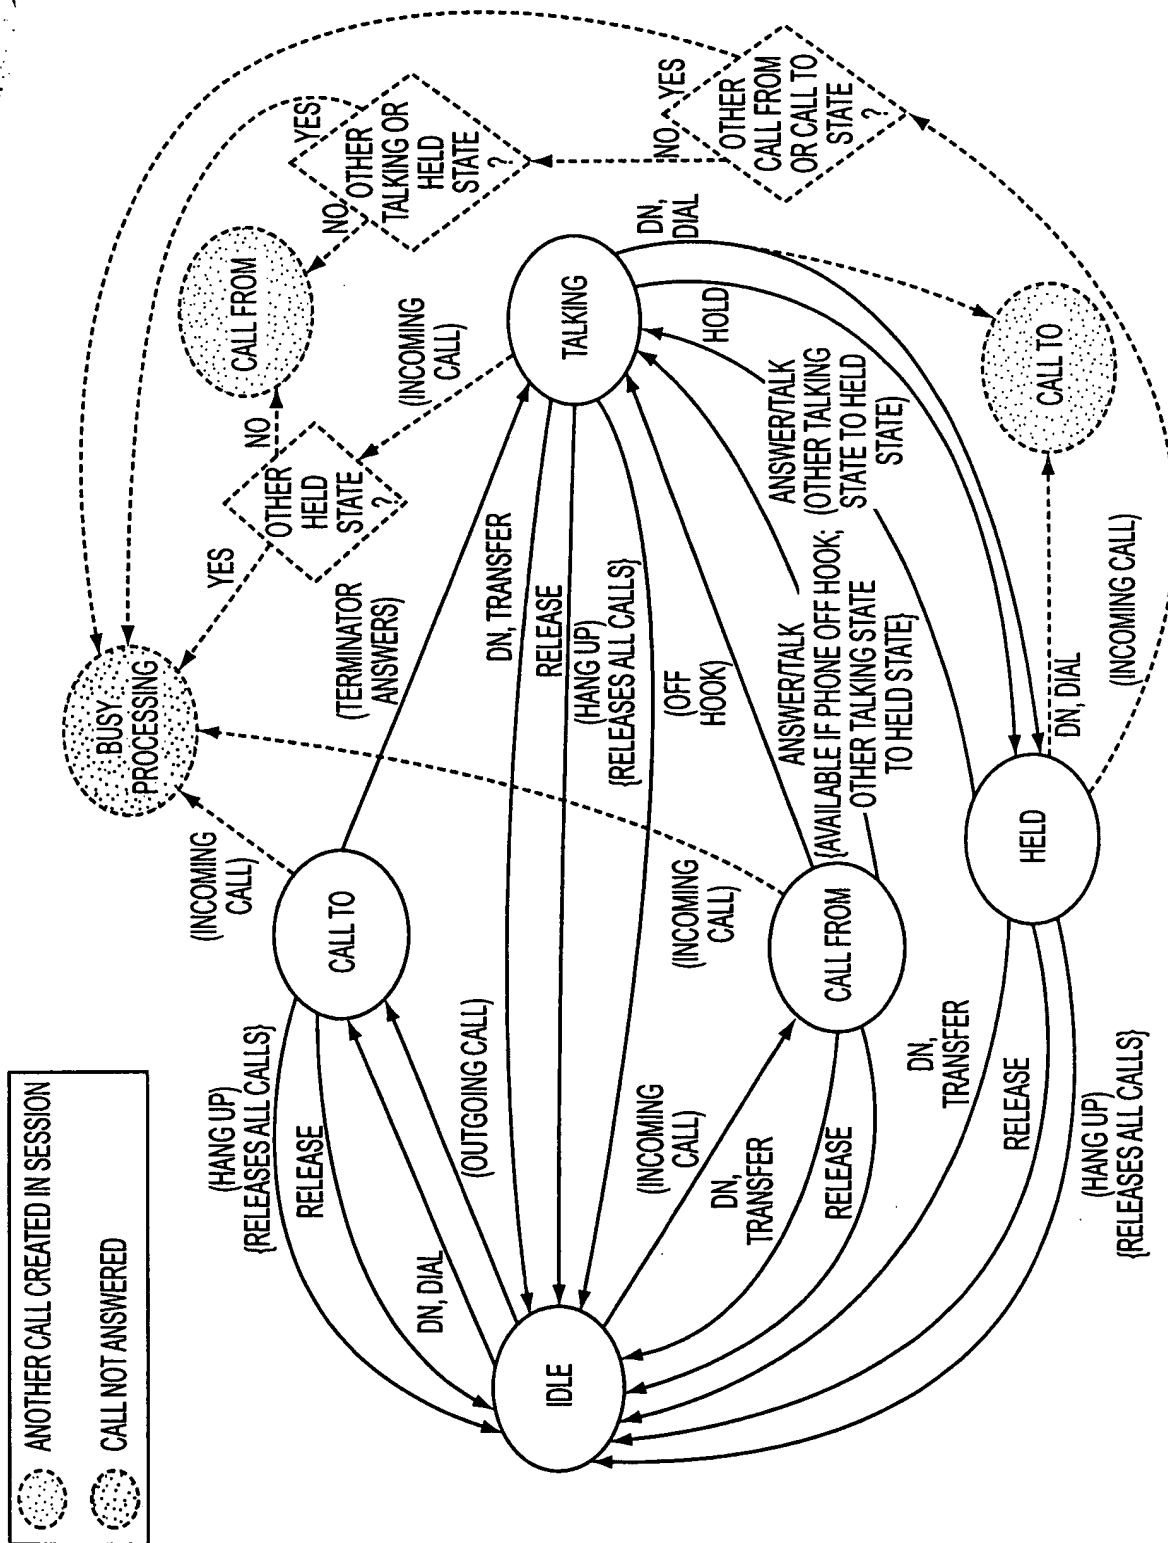 ANOTHER CALL CREATED IN SESSION
CALL NOT ANSWERED
BUSY
PROCESSING
CALL FROM
YES
NO
OTHER
HELD
STATE
?
YES
NO
OTHER
TALKING OR
HELD
STATE
?
YES
NO
OTHER
CALL FROM
OR CALL TO
STATE
?
(INCOMING
CALL)
(INCOMING
CALL)
(HANG UP)
{RELEASES ALL CALLS}
RELEASE
CALL TO
(TERMINATOR
ANSWERS)
DN, DIAL
(OUTGOING CALL)
DN, TRANSFER
RELEASE
(HANG UP)
{RELEASES ALL CALLS}
TALKING
DN,
DIAL
HOLD
IDLE
(INCOMING
CALL)
(INCOMING
CALL)
(OFF
HOOK)
DN,
TRANSFER
RELEASE
CALL FROM
ANSWER/TALK
{AVAILABLE IF PHONE OFF HOOK;
OTHER TALKING STATE
TO HELD STATE}
ANSWER/TALK
(OTHER TALKING
STATE TO HELD
STATE)
DN,
TRANSFER
RELEASE
(HANG UP)
{RELEASES ALL CALLS}
HELD
DN, DIAL
(INCOMING CALL)
CALL TO